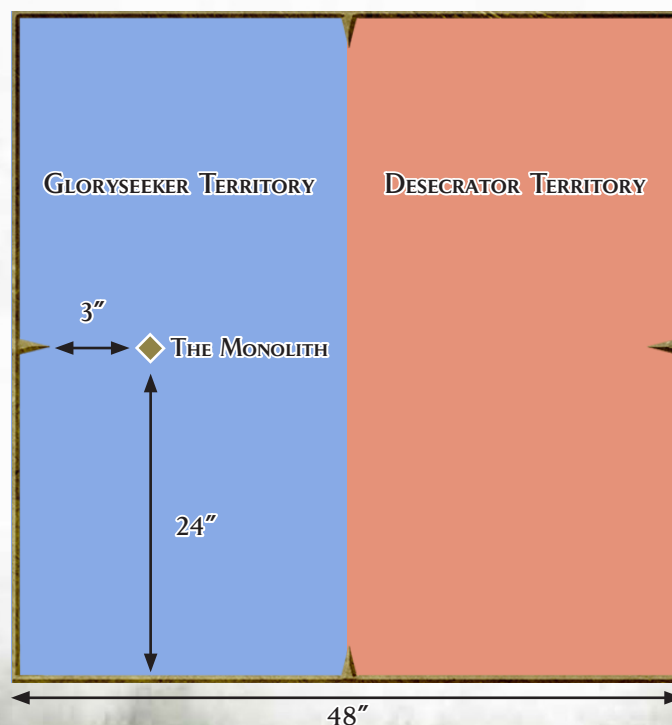 Gloryseeker Territory
Desecrator Territory
3″
The Monolith
24″
48″